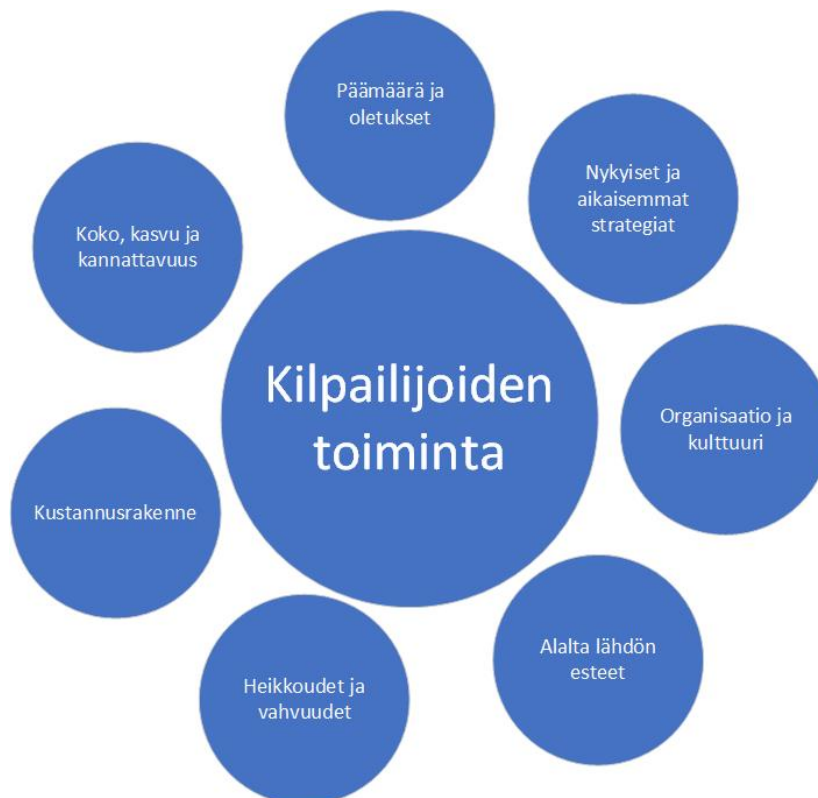 Päämäärä ja
oletukset
Nykyiset ja
aikaisemmat
strategiat
Koko, kasvu ja
kannattavuus
Kilpailijoiden
toiminta
Organisaatio ja
kulttuuri
Kustannusrakenne
Alalta lähdön
esteet
Heikkoudet ja
vahvuudet